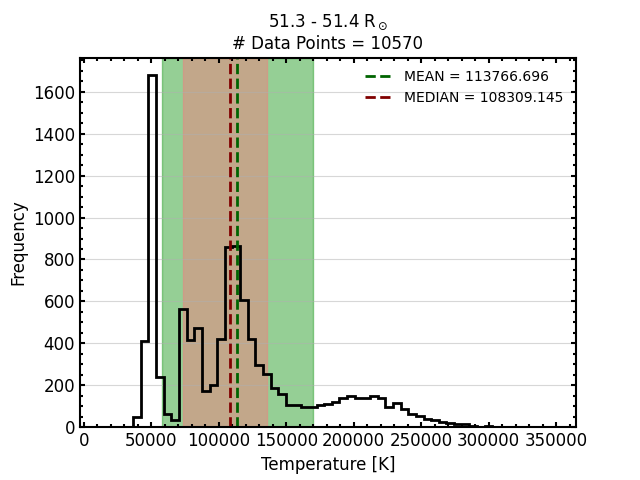 51.3 - 51.4 R⊙
# Data Points = 10570
MEAN = 113766.696
MEDIAN = 108309.145
Frequency
1600
1400
1200
1000
800
600
400
200
0
0 50000 100000 150000 200000 250000 300000 350000
Temperature [K]